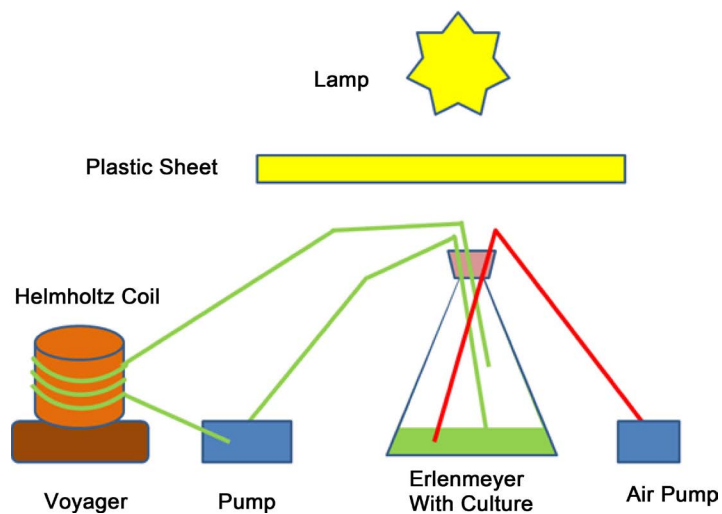 Lamp
Plastic Sheet
Helmholtz Coil
Voyager
Pump
Erlenmeyer
With Culture
Air Pump